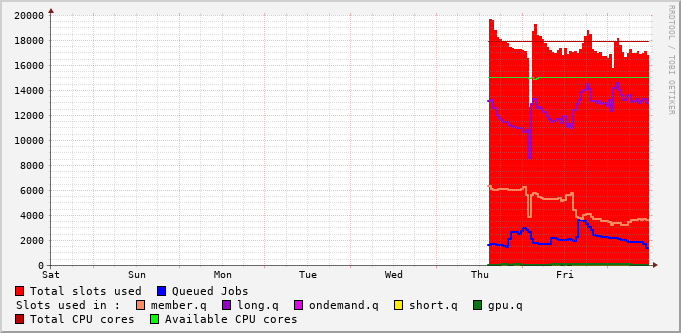 RRDTOOL / TOBI OETIKER
20000
18000
16000
14000
12000
10000
8000
6000
4000
2000
0
Sat Sun Mon Tue Wed Thu Fri
Total slots used Queued Jobs
Slots used in : member.q long.q ondemand.q short.q gpu.q
Total CPU cores Available CPU cores